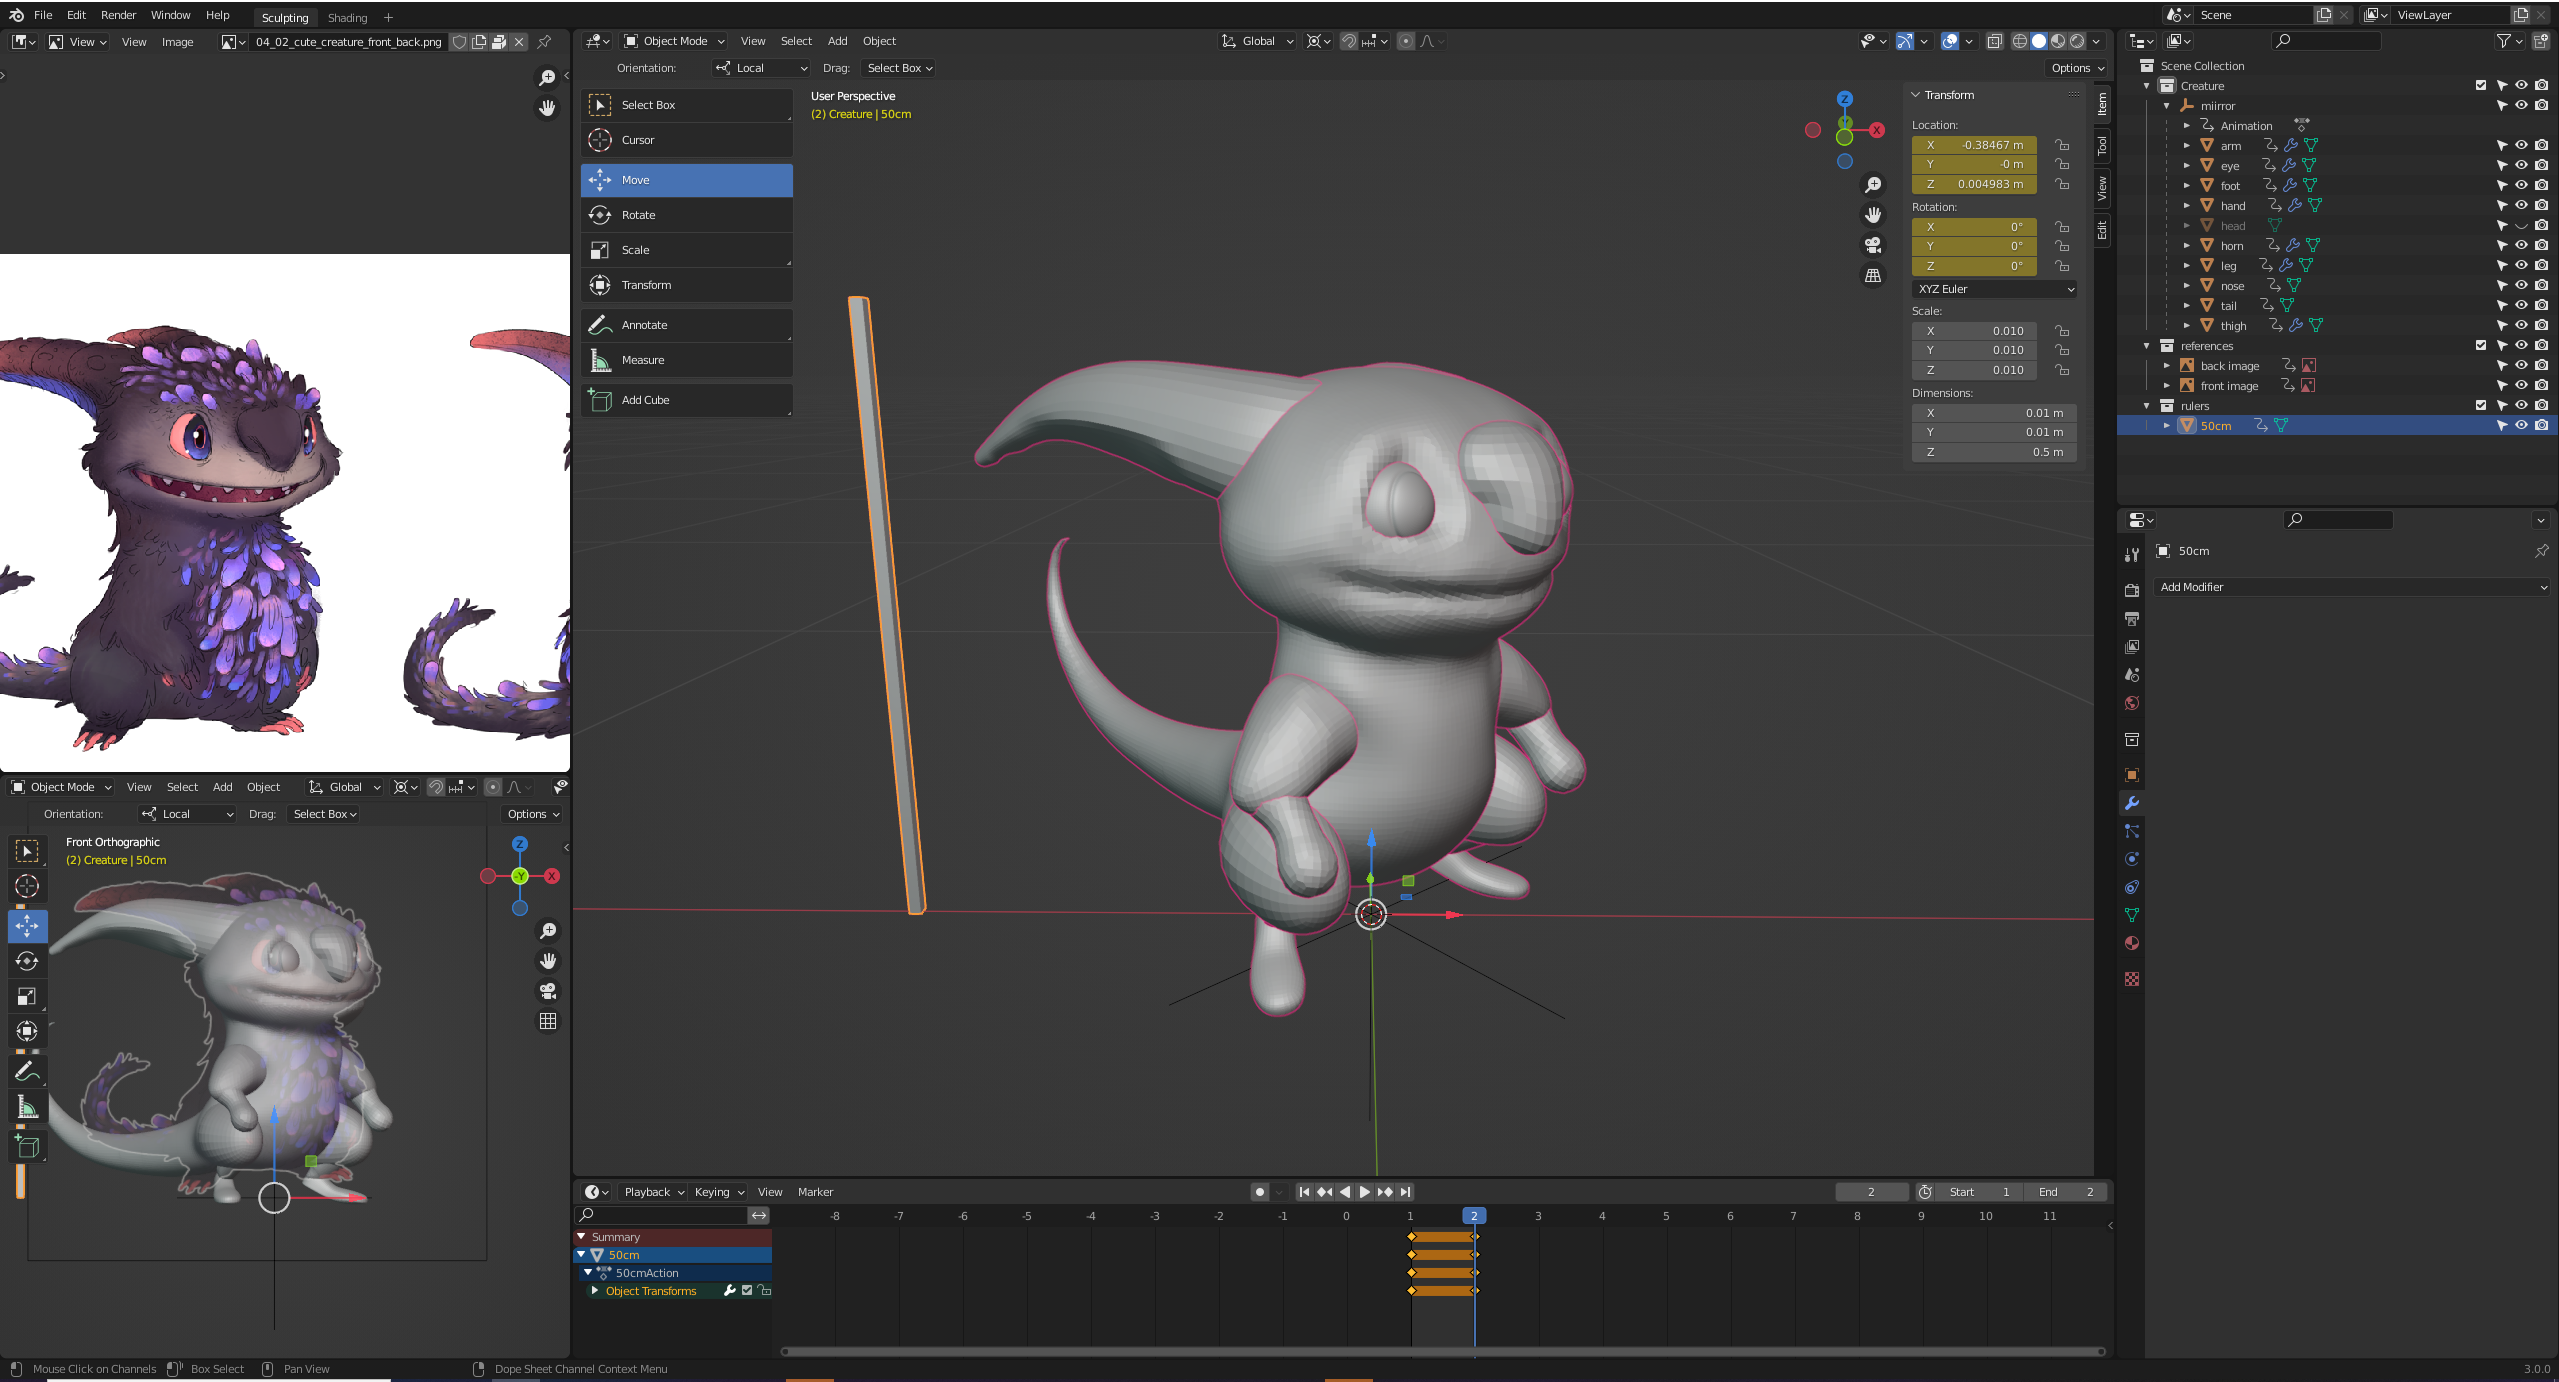 File Edit Render Window Help Sculpting Shading + Scene ViewLayer
View View Image 04_02_cute_creature_front_back.png
Object Mode View Select Add Object Global
Orientation: Local Drag: Select Box Options
Select Box
Cursor
Move
Rotate
Scale
Transform
Annotate
Measure
Add Cube
User Perspective
(2) Creature | 50cm
Z
Y
X
Transform
Location:
X -0.38467 m
Y -0 m
Z 0.004983 m
Rotation:
X 0°
Y 0°
Z 0°
XYZ Euler
Scale:
X 0.010
Y 0.010
Z 0.010
Dimensions:
X 0.01 m
Y 0.01 m
Z 0.5 m
Item
Tool
View
Edit
Scene Collection
Creature
miirror
Animation
arm
eye
foot
hand
head
horn
leg
nose
tail
thigh
references
back image
front image
rulers
50cm
50cm
Add Modifier
Object Mode View Select Add Object Global
Orientation: Local Drag: Select Box Options
Front Orthographic
(2) Creature | 50cm
Z
-Y
X
Playback Keying View Marker 2 Start 1 End 2
-8 -7 -6 -5 -4 -3 -2 -1 0 1 2 3 4 5 6 7 8 9 10 11
Summary
50cm
50cmAction
Object Transforms
Mouse Click on Channels Box Select Pan View Dope Sheet Channel Context Menu 3.0.0